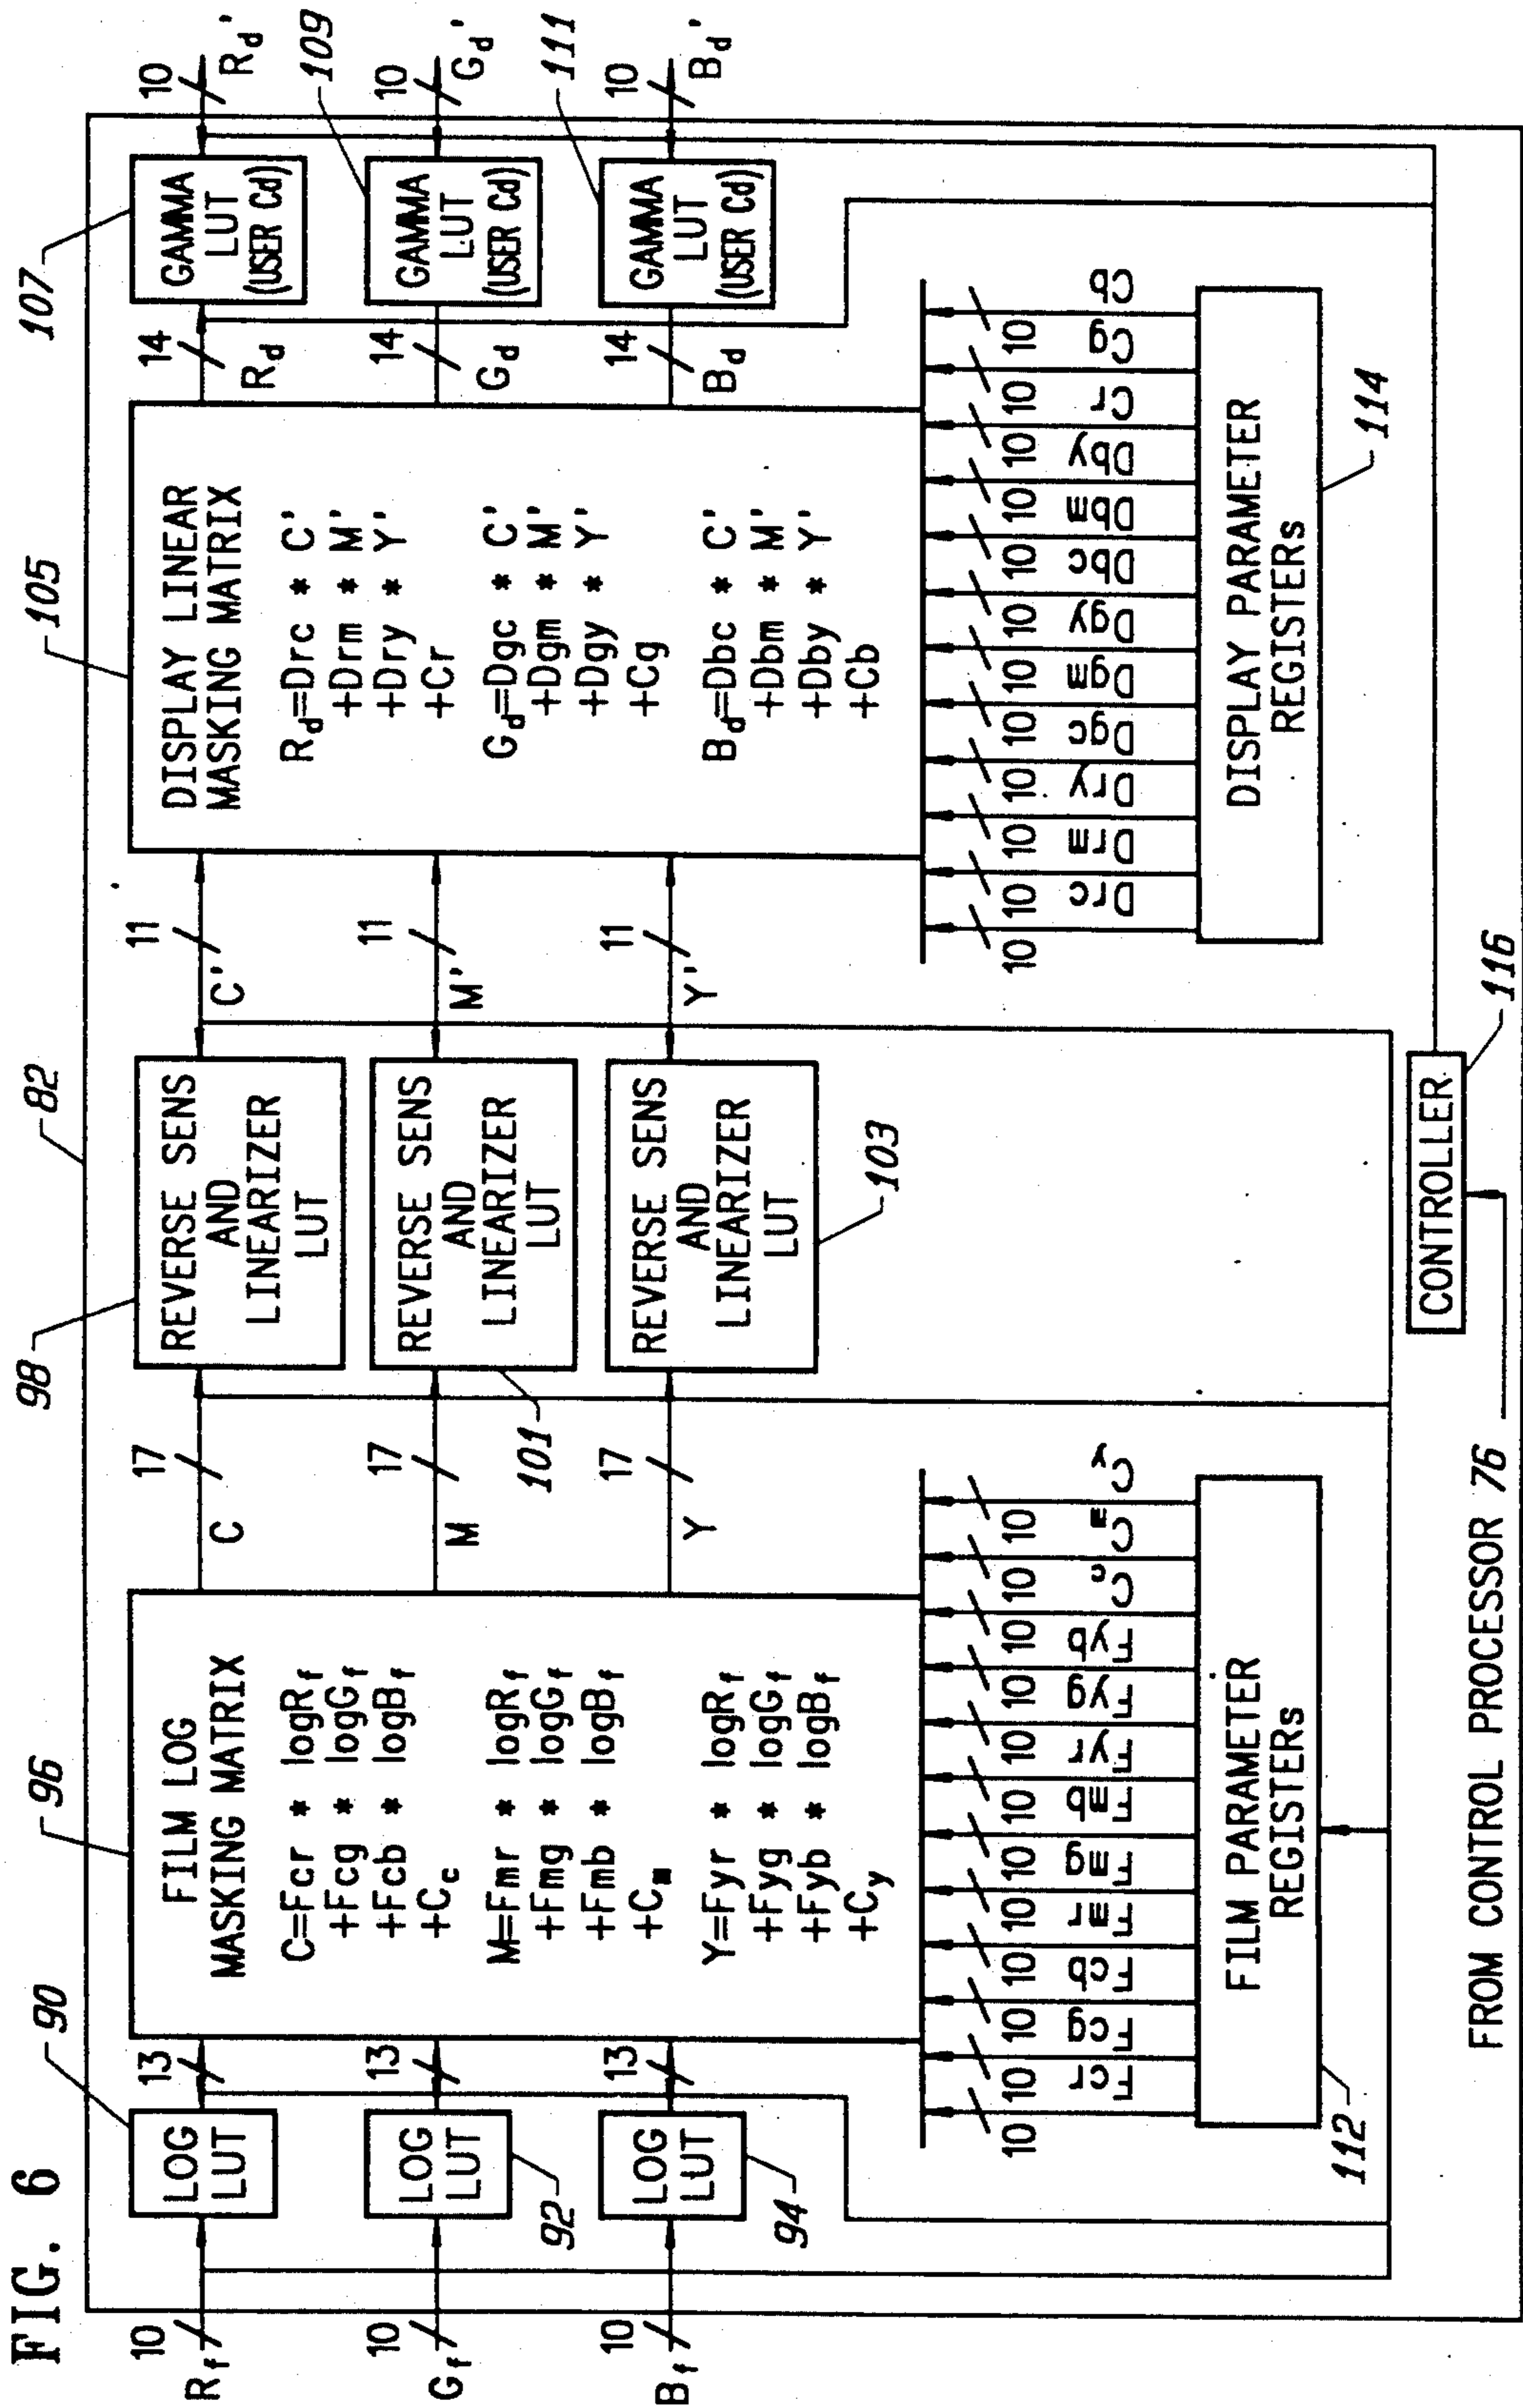 FIG. 6
82
90
96
98
105
107
10
Rf
LOG
LUT
13
FILM LOG
MASKING MATRIX
C=Fcr * logRf
+Fcg * logGf
+Fcb * logBf
+Cc
M=Fmr * logRf
+Fmg * logGf
+Fmb * logBf
+Cm
Y=Fyr * logRf
+Fyg * logGf
+Fyb * logBf
+Cy
17
C
REVERSE SENS
AND
LINEARIZER
LUT
11
C'
DISPLAY LINEAR
MASKING MATRIX
Rd=Drc * C'
+Drm * M'
+Dry * Y'
+Cr
Gd=Dgc * C'
+Dgm * M'
+Dgy * Y'
+Cg
Bd=Dbc * C'
+Dbm * M'
+Dby * Y'
+Cb
14
Rd
GAMMA
LUT
(USER Cd)
10
Rd'
109
10
Gf
LOG
LUT
92
13
17
M
REVERSE SENS
AND
LINEARIZER
LUT
101
11
M'
14
Gd
GAMMA
LUT
(USER Cd)
10
Gd'
111
10
Bf
LOG
LUT
94
13
17
Y
REVERSE SENS
AND
LINEARIZER
LUT
103
11
Y'
14
Bd
GAMMA
LUT
(USER Cd)
10
Bd'
10 10 10 10 10 10 10 10 10 10 10 10
Fcr Fcg Fcb Fmr Fmg Fmb Fyr Fyg Fyb Cc Cm Cy
FILM PARAMETER
REGISTERs
112
10 10 10 10 10 10 10 10 10 10 10 10
Drc Drm Dry Dgc Dgm Dgy Dbc Dbm Dby Cr Cg Cb
DISPLAY PARAMETER
REGISTERs
114
CONTROLLER
116
FROM CONTROL PROCESSOR 76